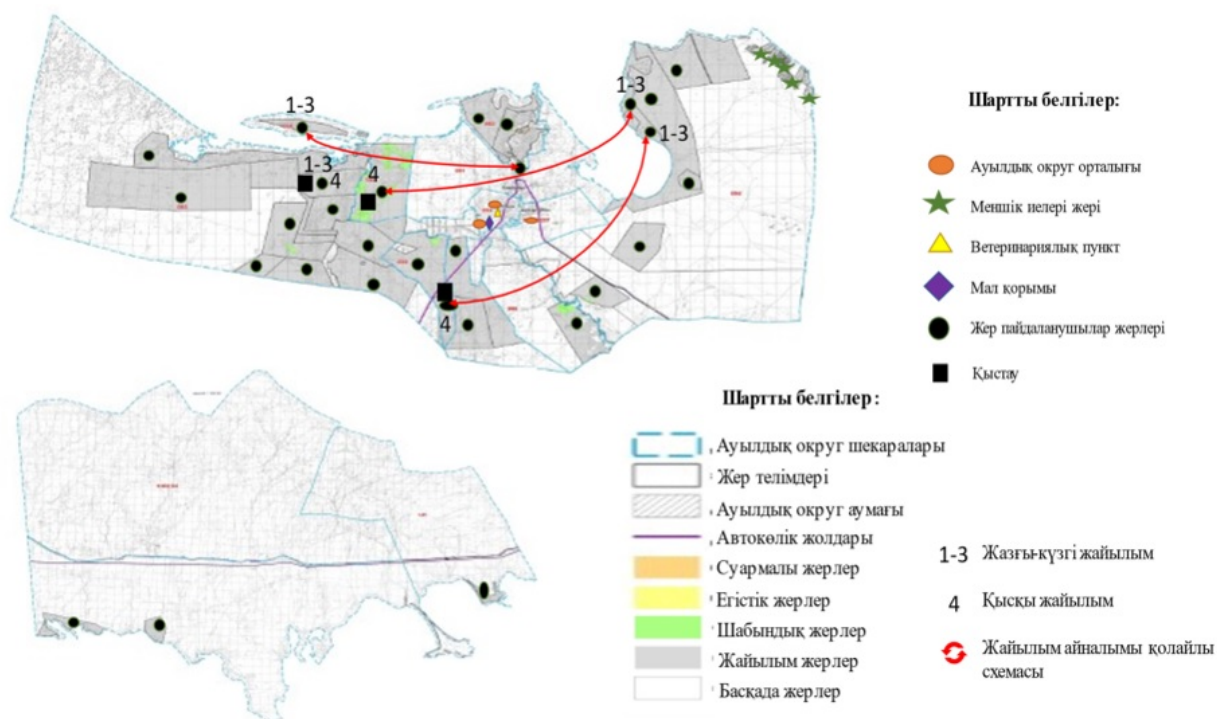 1-3
1-3
1-3
1-3
4
4
Шартты белгілер:
Ауылдық округ орталығы
Меншік иелері жері
Ветеринариялық пункт
Мал қорымы
Жер пайдаланушылар жерлері
Қыстау
Шартты белгілер:
Ауылдық округ шекаралары
Жер телімдері
Ауылдық округ аумағы
Автокөлік жолдары
Суармалы жерлер
Егістік жерлер
Шабындық жерлер
Жайылым жерлер
Басқада жерлер
1-3 Жазғы-күзгі жайылым
4 Қысқы жайылым
Жайылым айналымы қолайлы
схемасы